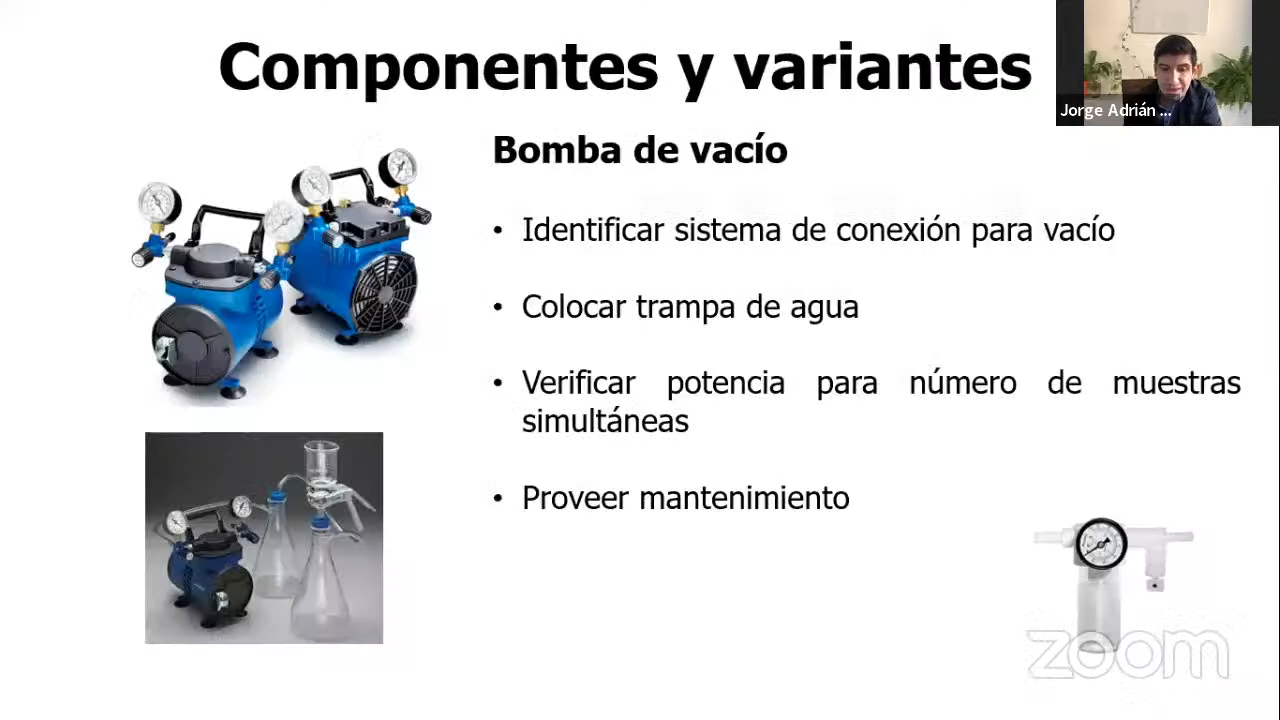 Componentes y variantes
Jorge Adrián ...
Bomba de vacío
• Identificar sistema de conexión para vacío
• Colocar trampa de agua
• Verificar potencia para número de muestras
simultáneas
• Proveer mantenimiento
zoom